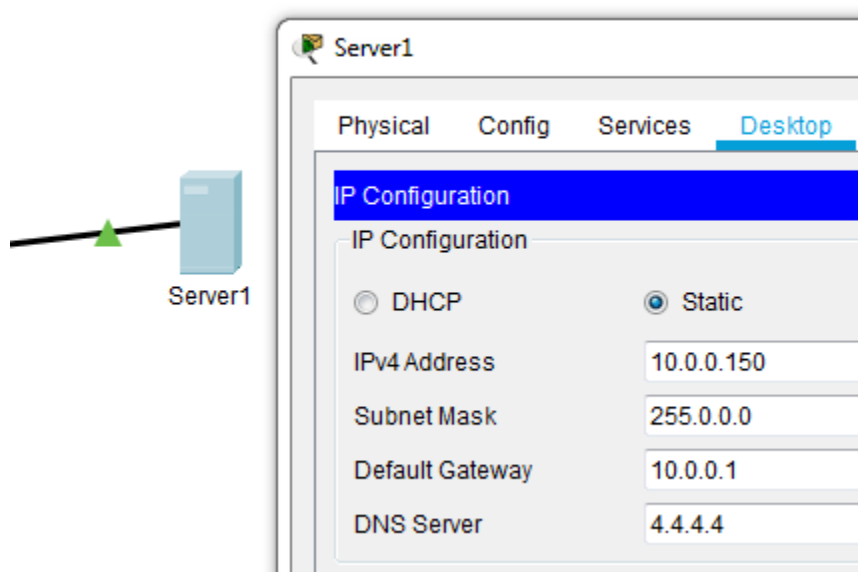 Server1
Physical Config Services Desktop
IP Configuration
IP Configuration
DHCP Static
IPv4 Address 10.0.0.150
Subnet Mask 255.0.0.0
Default Gateway 10.0.0.1
DNS Server 4.4.4.4
Server1